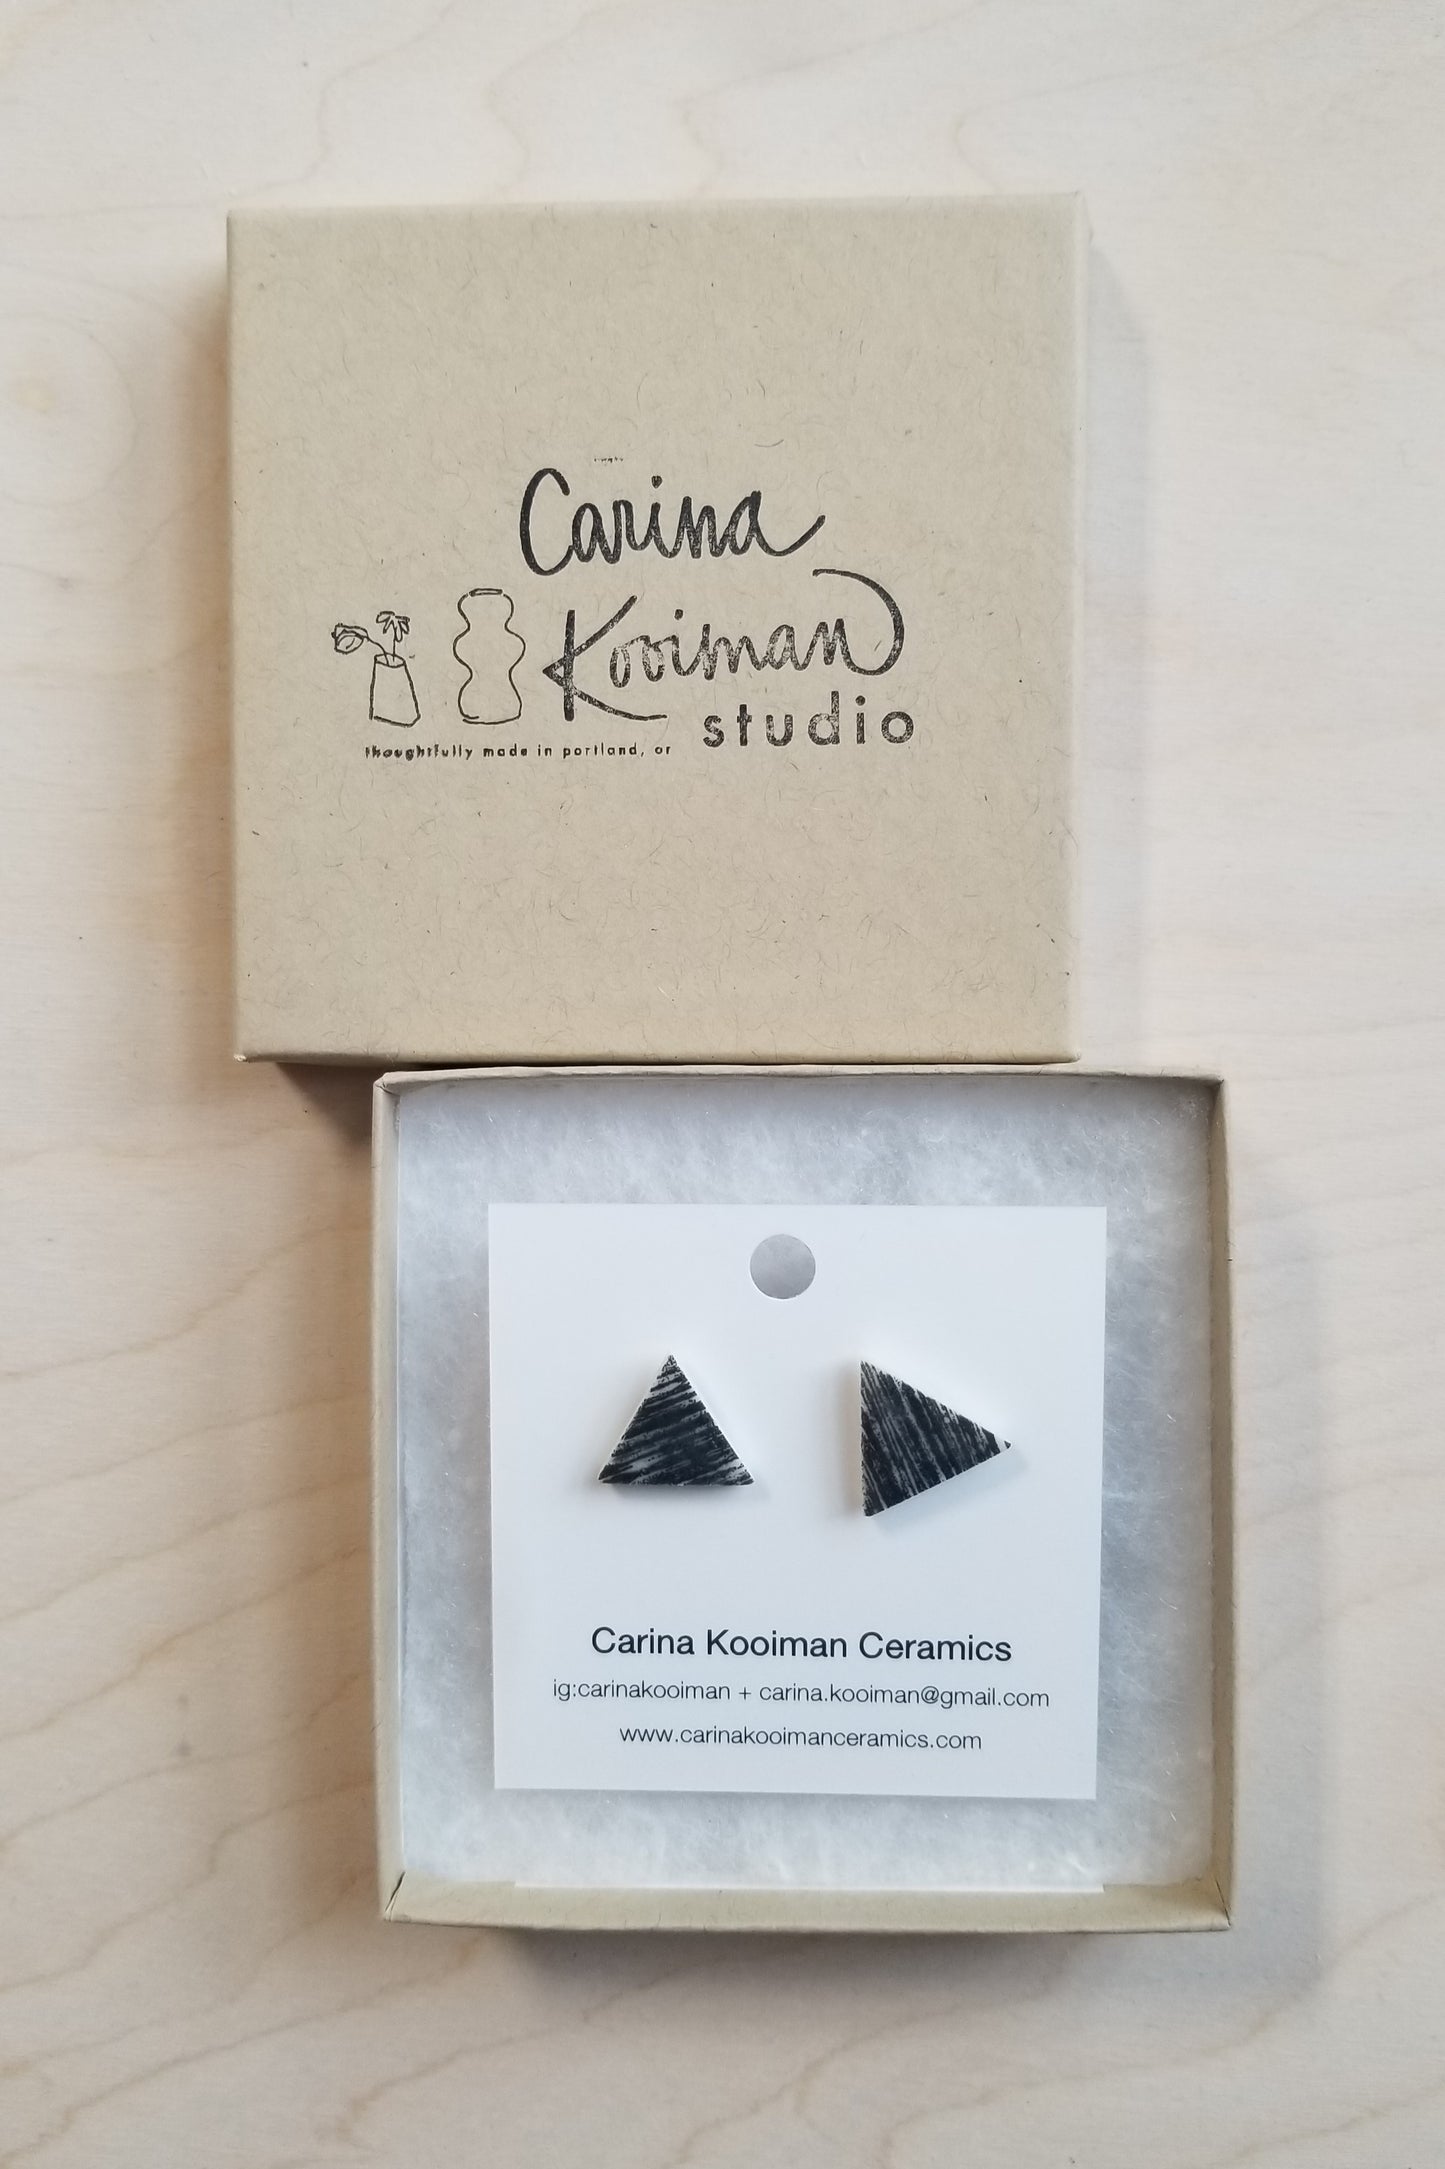 Carina
Kooiman
studio
thoughtfully made in portland, or
Carina Kooiman Ceramics
ig:carinakooiman + carina.kooiman@gmail.com
www.carinakooimanceramics.com